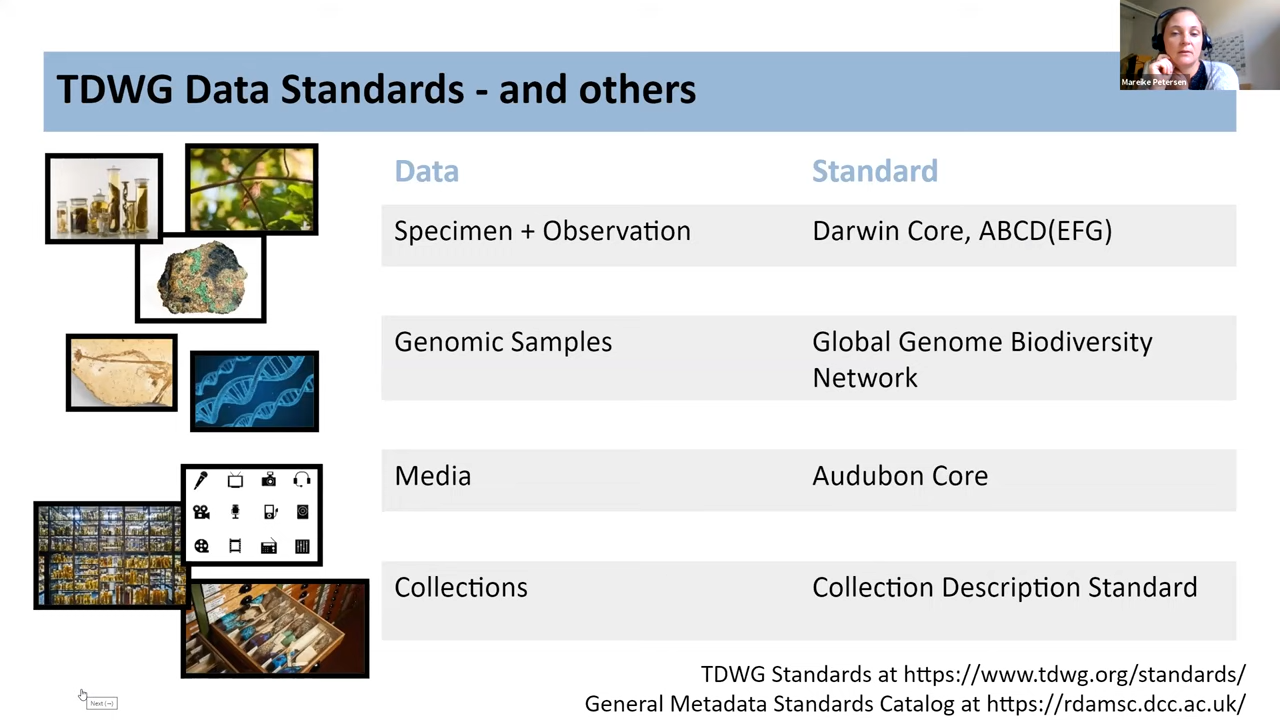 TDWG Data Standards - and others
Mareike Petersen
Data Standard
Specimen + Observation Darwin Core, ABCD(EFG)
Genomic Samples Global Genome Biodiversity
Network
Media Audubon Core
Collections Collection Description Standard
TDWG Standards at https://www.tdwg.org/standards/
General Metadata Standards Catalog at https://rdamsc.dcc.ac.uk/
Next (→)